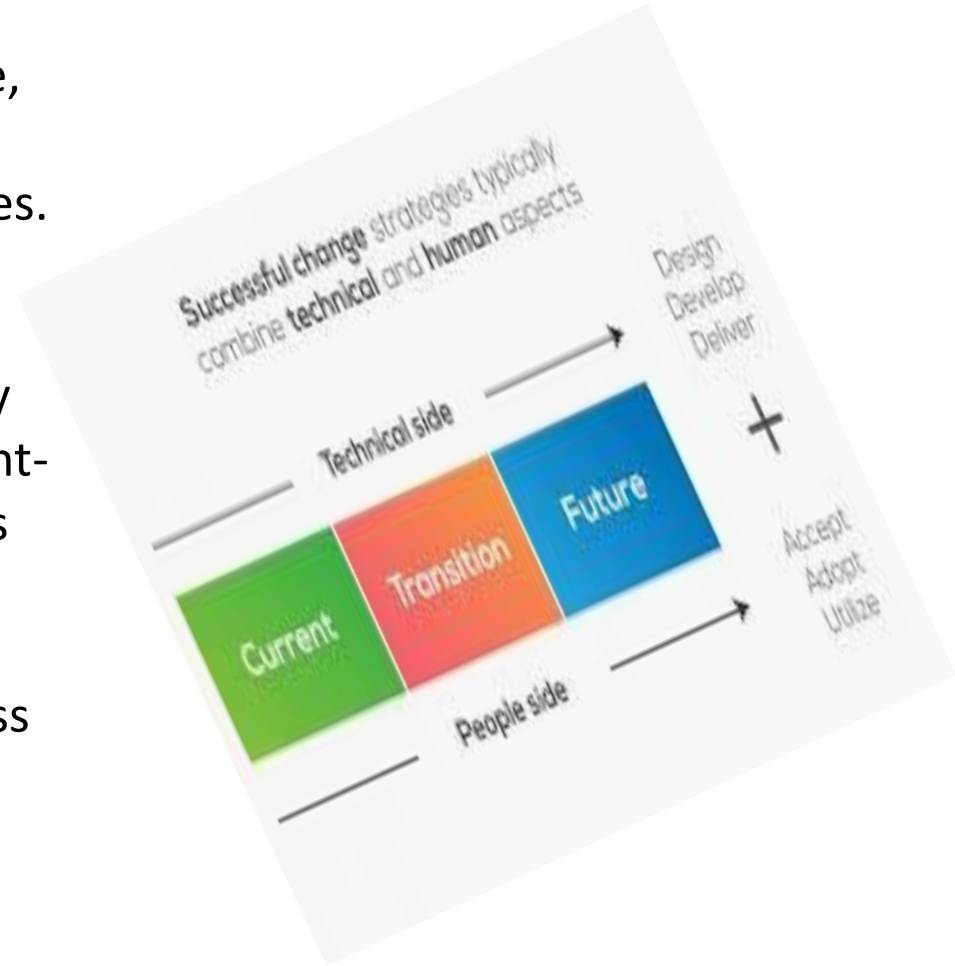 e,
es.
y
nt-
s
ss
Successful change strategies typically
combine technical and human aspects
Technical side
Design
Develop
Deliver
+
Current
Transition
Future
Accept
Adopt
Utilize
People side